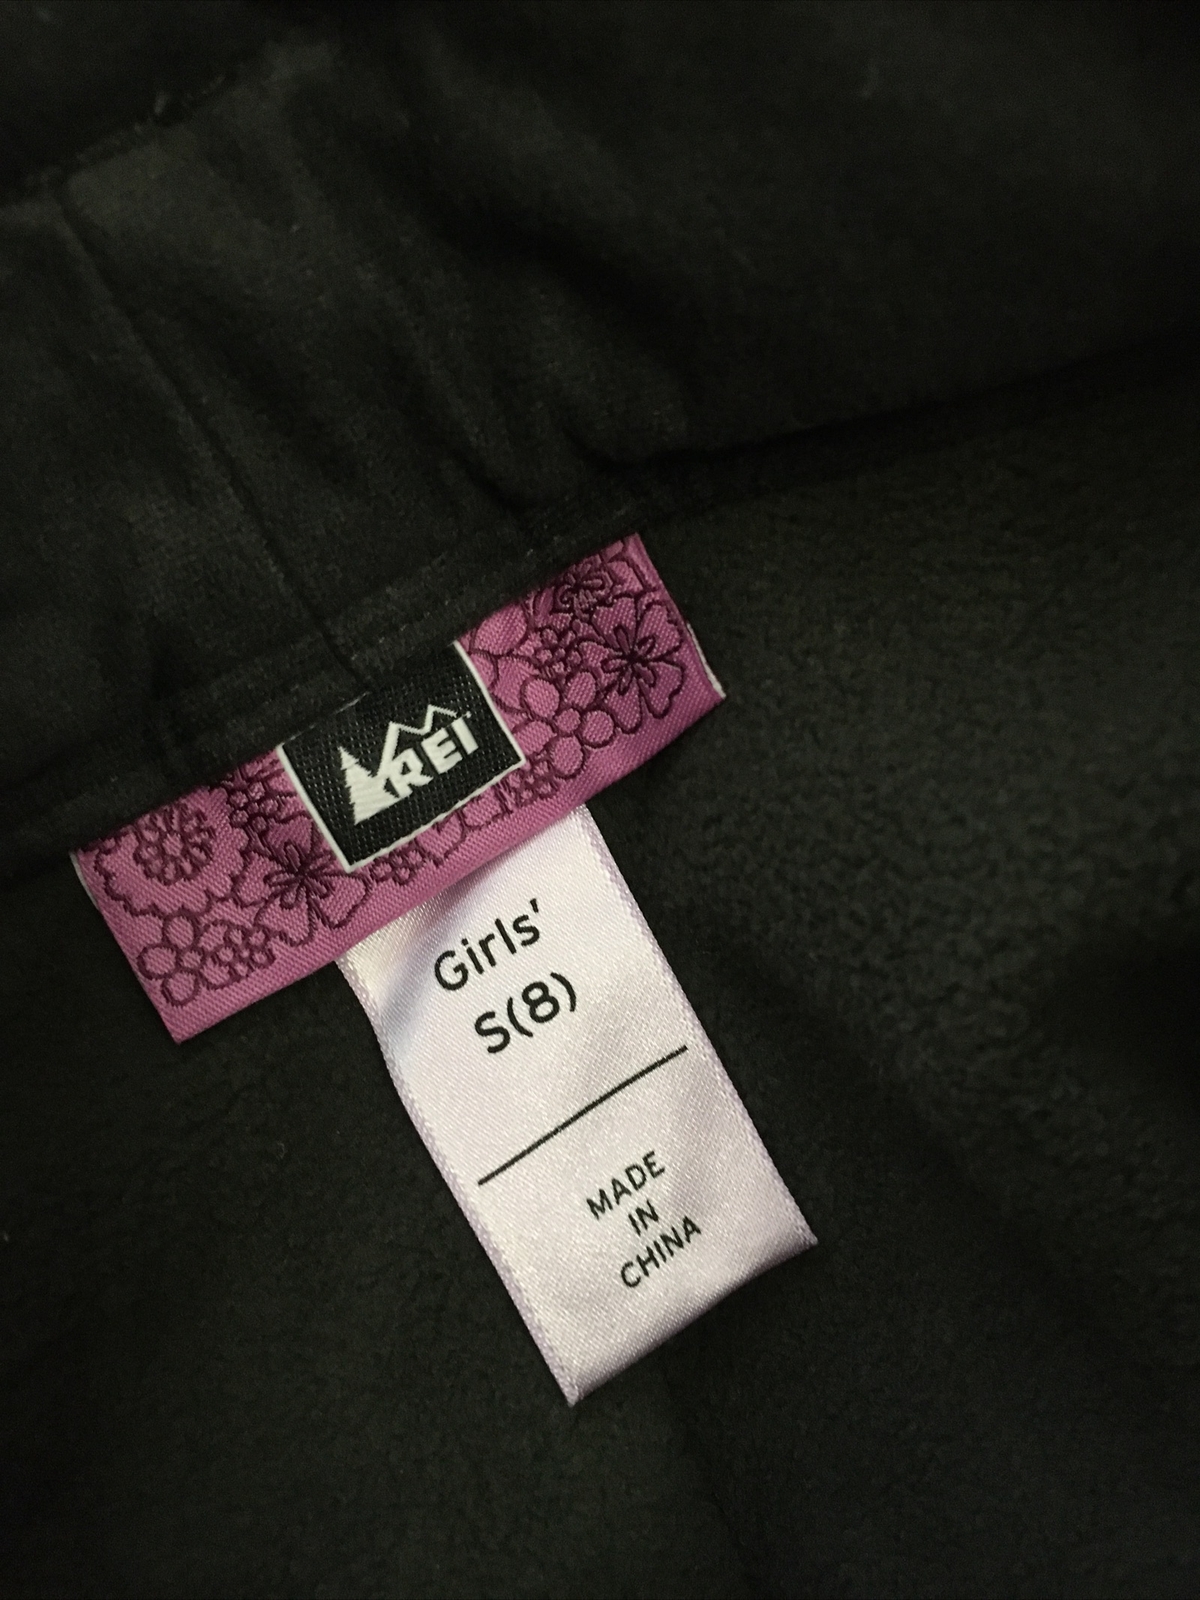 REI
Girls'
S(8)
MADE
IN
CHINA